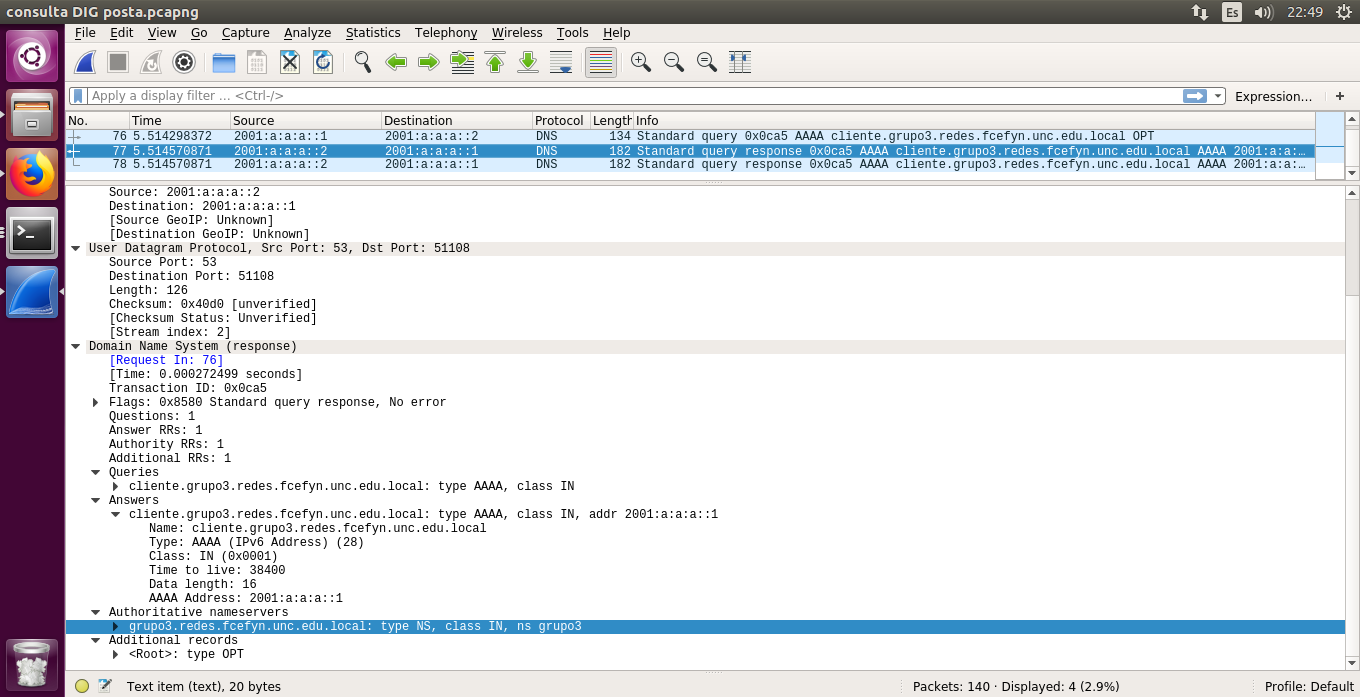 consulta DIG posta.pcapng
Es
22:49
File Edit View Go Capture Analyze Statistics Telephony Wireless Tools Help
Apply a display filter ... <Ctrl-/>
Expression...
+
No. Time Source Destination Protocol Length Info
76 5.514298372 2001:a:a:a::1 2001:a:a:a::2 DNS 134 Standard query 0x0ca5 AAAA cliente.grupo3.redes.fcefyn.unc.edu.local OPT
77 5.514570871 2001:a:a:a::2 2001:a:a:a::1 DNS 182 Standard query response 0x0ca5 AAAA cliente.grupo3.redes.fcefyn.unc.edu.local AAAA 2001:a:a:…
78 5.514570871 2001:a:a:a::2 2001:a:a:a::1 DNS 182 Standard query response 0x0ca5 AAAA cliente.grupo3.redes.fcefyn.unc.edu.local AAAA 2001:a:a:…
Source: 2001:a:a:a::2
Destination: 2001:a:a:a::1
[Source GeoIP: Unknown]
[Destination GeoIP: Unknown]
User Datagram Protocol, Src Port: 53, Dst Port: 51108
Source Port: 53
Destination Port: 51108
Length: 126
Checksum: 0x40d0 [unverified]
[Checksum Status: Unverified]
[Stream index: 2]
Domain Name System (response)
[Request In: 76]
[Time: 0.000272499 seconds]
Transaction ID: 0x0ca5
Flags: 0x8580 Standard query response, No error
Questions: 1
Answer RRs: 1
Authority RRs: 1
Additional RRs: 1
Queries
cliente.grupo3.redes.fcefyn.unc.edu.local: type AAAA, class IN
Answers
cliente.grupo3.redes.fcefyn.unc.edu.local: type AAAA, class IN, addr 2001:a:a:a::1
Name: cliente.grupo3.redes.fcefyn.unc.edu.local
Type: AAAA (IPv6 Address) (28)
Class: IN (0x0001)
Time to live: 38400
Data length: 16
AAAA Address: 2001:a:a:a::1
Authoritative nameservers
grupo3.redes.fcefyn.unc.edu.local: type NS, class IN, ns grupo3
Additional records
<Root>: type OPT
Text item (text), 20 bytes
Packets: 140 · Displayed: 4 (2.9%)
Profile: Default